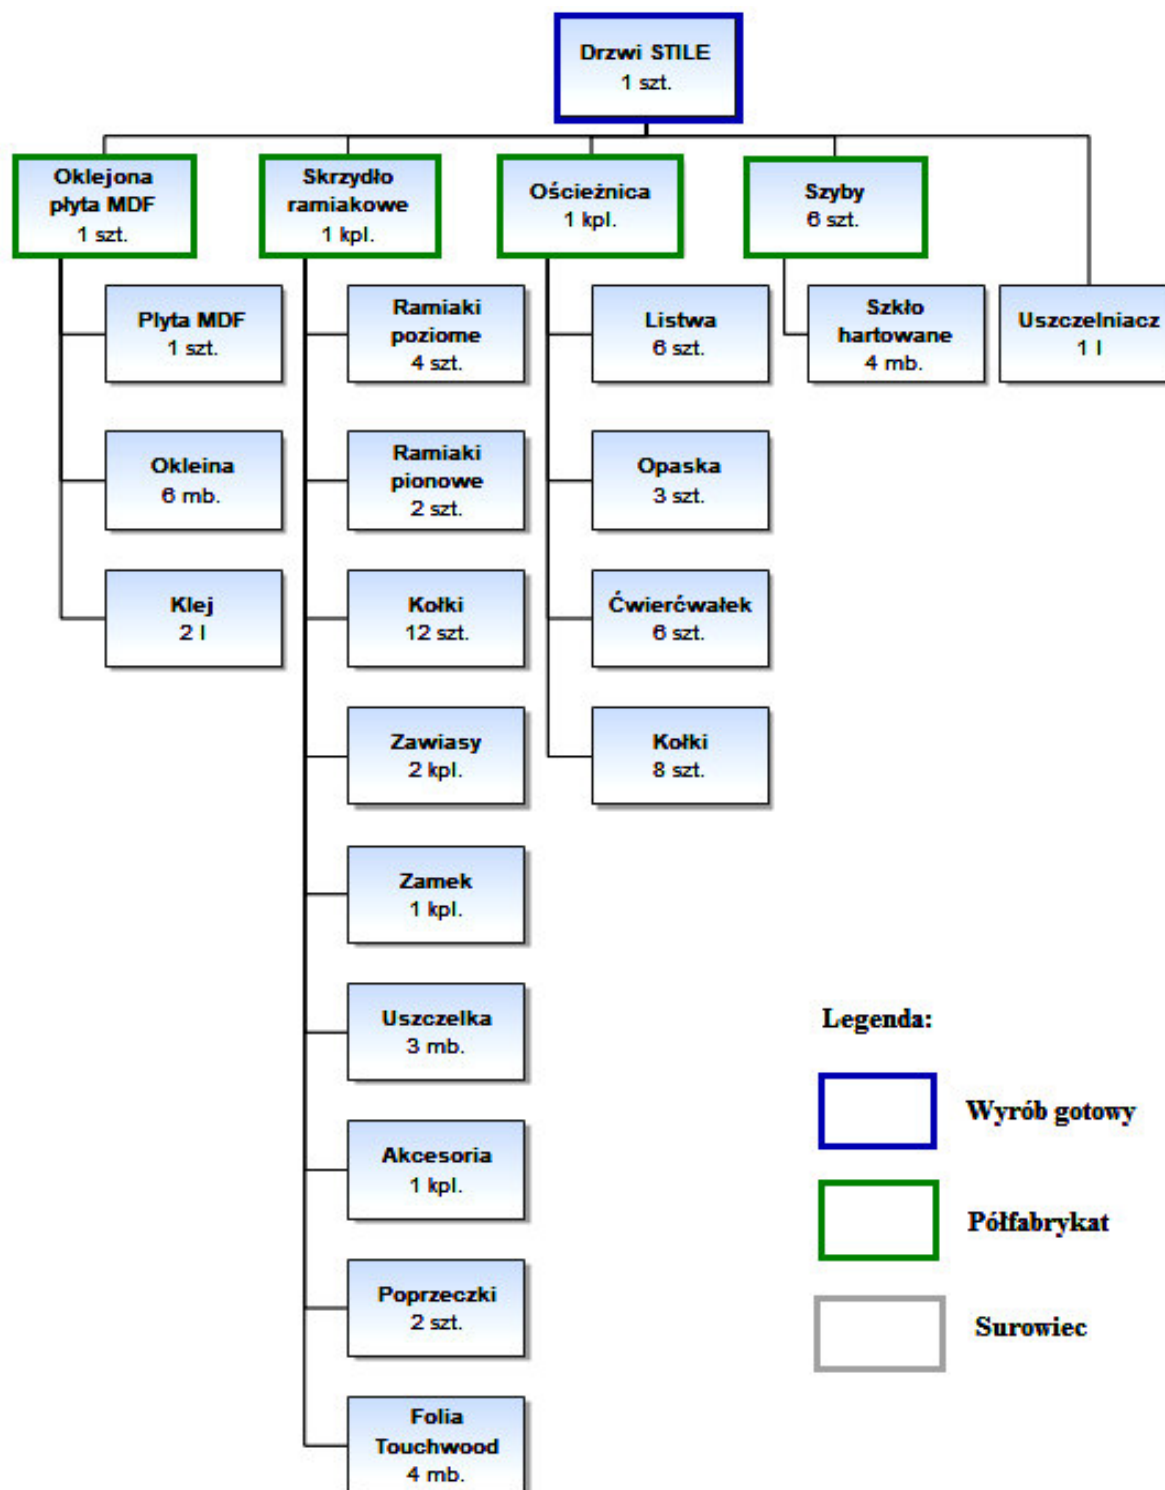 Drzwi STILE
1 szt.
Oklejona
płyta MDF
1 szt.
Skrzydło
ramiakowe
1 kpl.
Ościeżnica
1 kpl.
Szyby
6 szt.
Plyta MDF
1 szt.
Ramiaki
poziome
4 szt.
Listwa
6 szt.
Szkło
hartowane
4 mb.
Uszczelniacz
1 l
Okleina
6 mb.
Ramiaki
pionowe
2 szt.
Opaska
3 szt.
Klej
2 l
Kołki
12 szt.
Ćwierćwałek
6 szt.
Zawiasy
2 kpl.
Kołki
8 szt.
Zamek
1 kpl.
Uszczelka
3 mb.
Akcesoria
1 kpl.
Poprzeczki
2 szt.
Folia
Touchwood
4 mb.
Legenda:
Wyrób gotowy
Półfabrykat
Surowiec